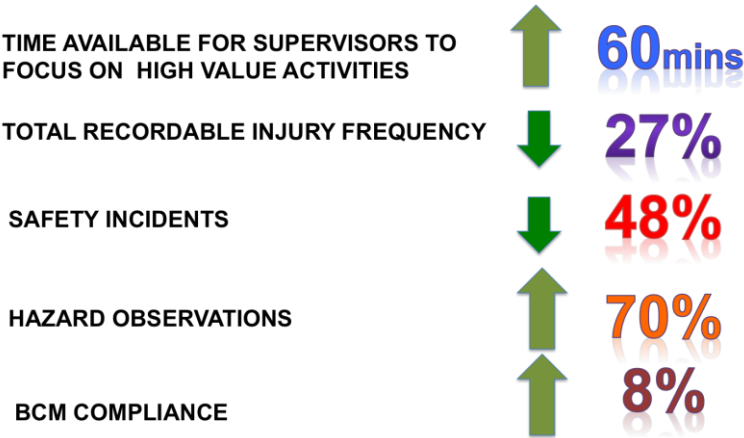 TIME AVAILABLE FOR SUPERVISORS TO
FOCUS ON HIGH VALUE ACTIVITIES
60mins
TOTAL RECORDABLE INJURY FREQUENCY
27%
SAFETY INCIDENTS
48%
HAZARD OBSERVATIONS
70%
BCM COMPLIANCE
8%